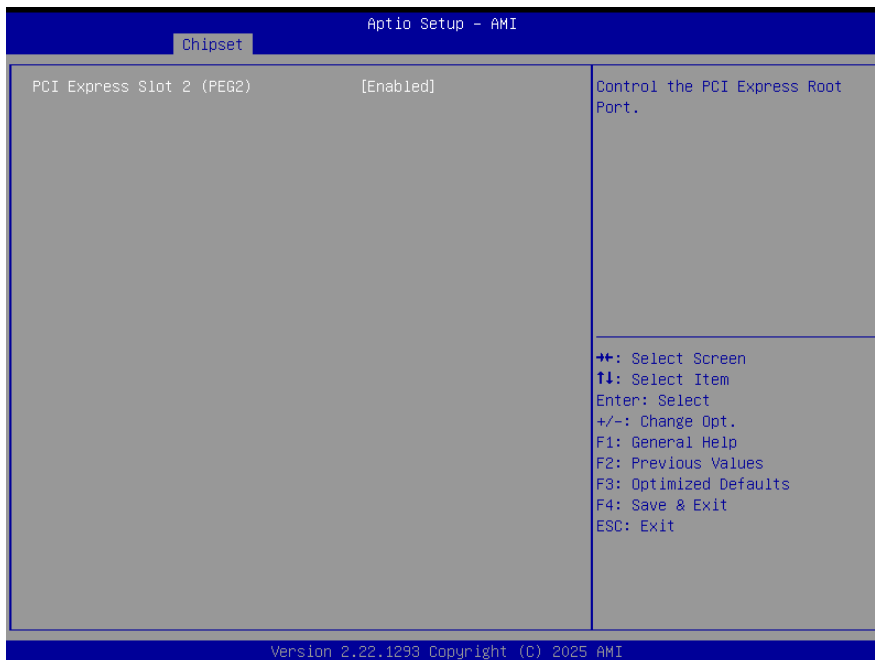 Aptio Setup – AMI
Chipset
PCI Express Slot 2 (PEG2) [Enabled]
Control the PCI Express Root
Port.
→←: Select Screen
↑↓: Select Item
Enter: Select
+/-: Change Opt.
F1: General Help
F2: Previous Values
F3: Optimized Defaults
F4: Save & Exit
ESC: Exit
Version 2.22.1293 Copyright (C) 2025 AMI